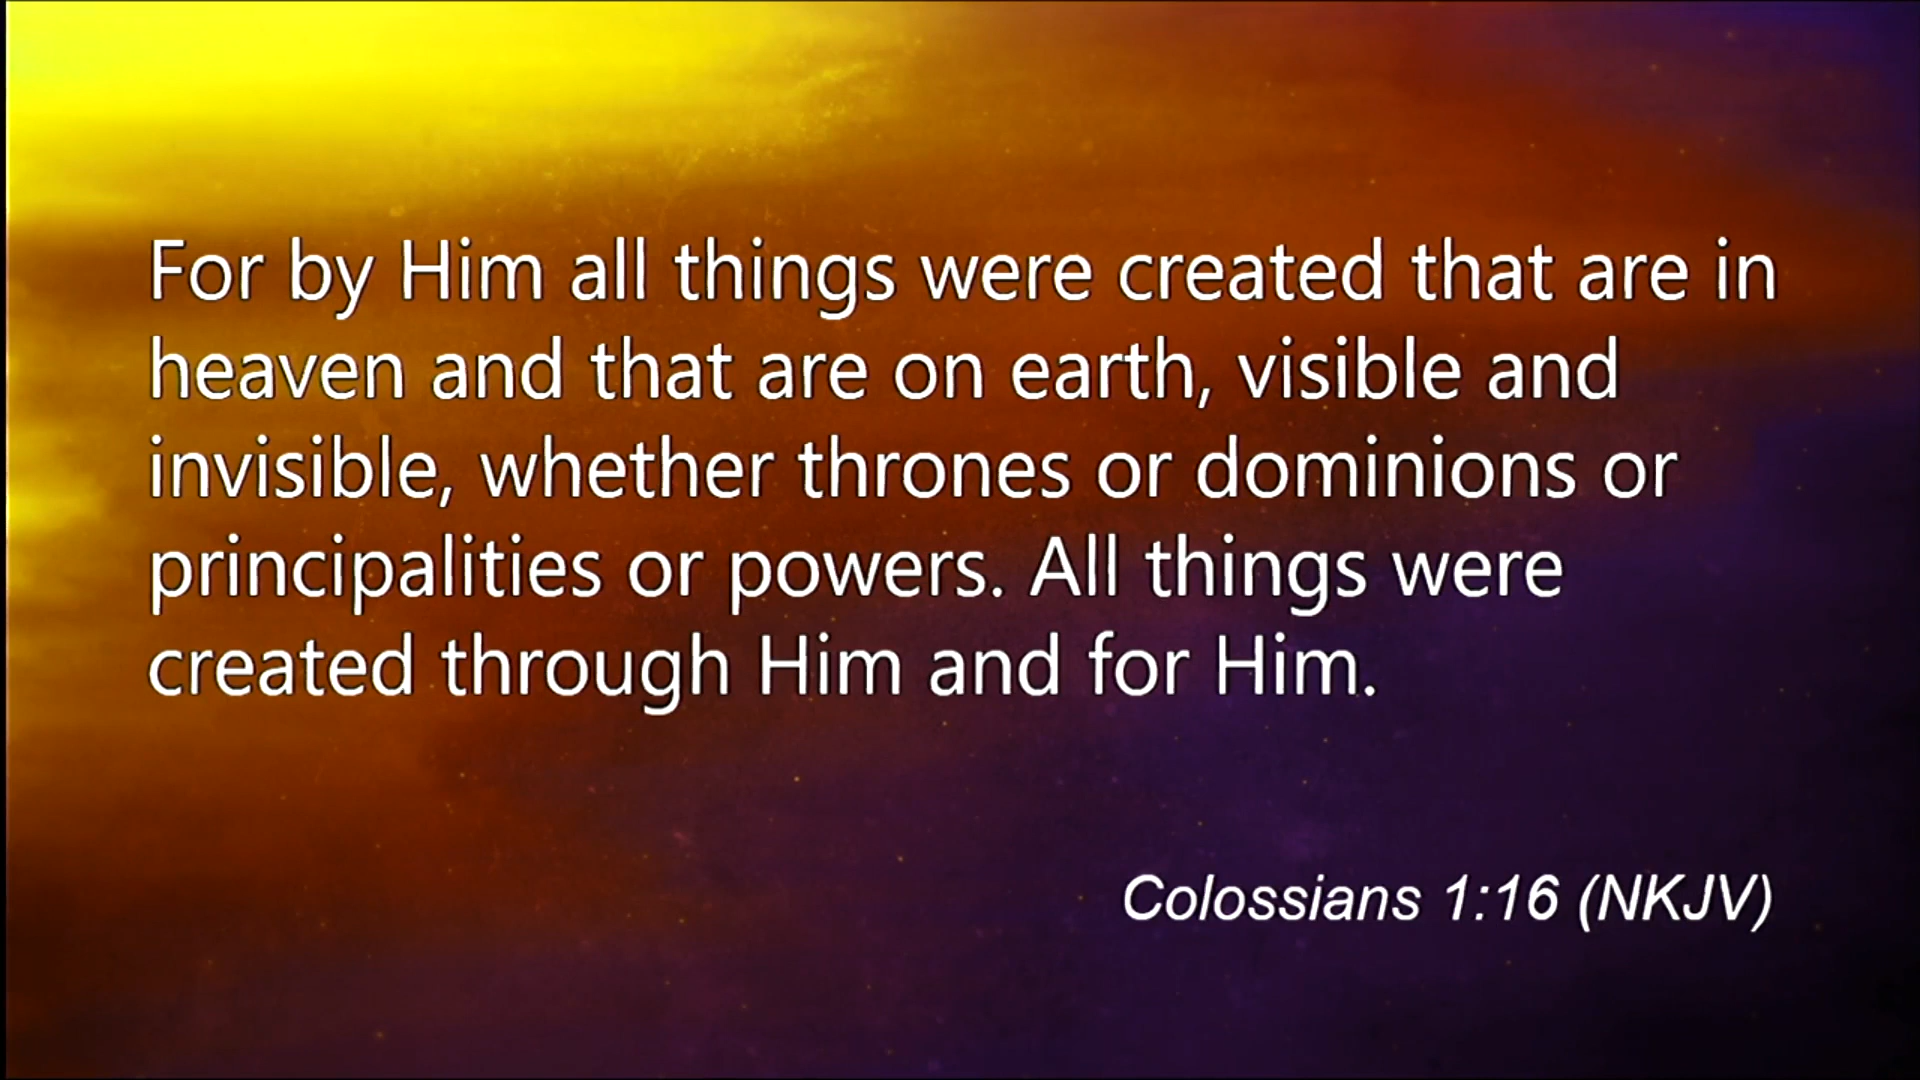 For by Him all things were created that are in
heaven and that are on earth, visible and
invisible, whether thrones or dominions or
principalities or powers. All things were
created through Him and for Him.
Colossians 1:16 (NKJV)